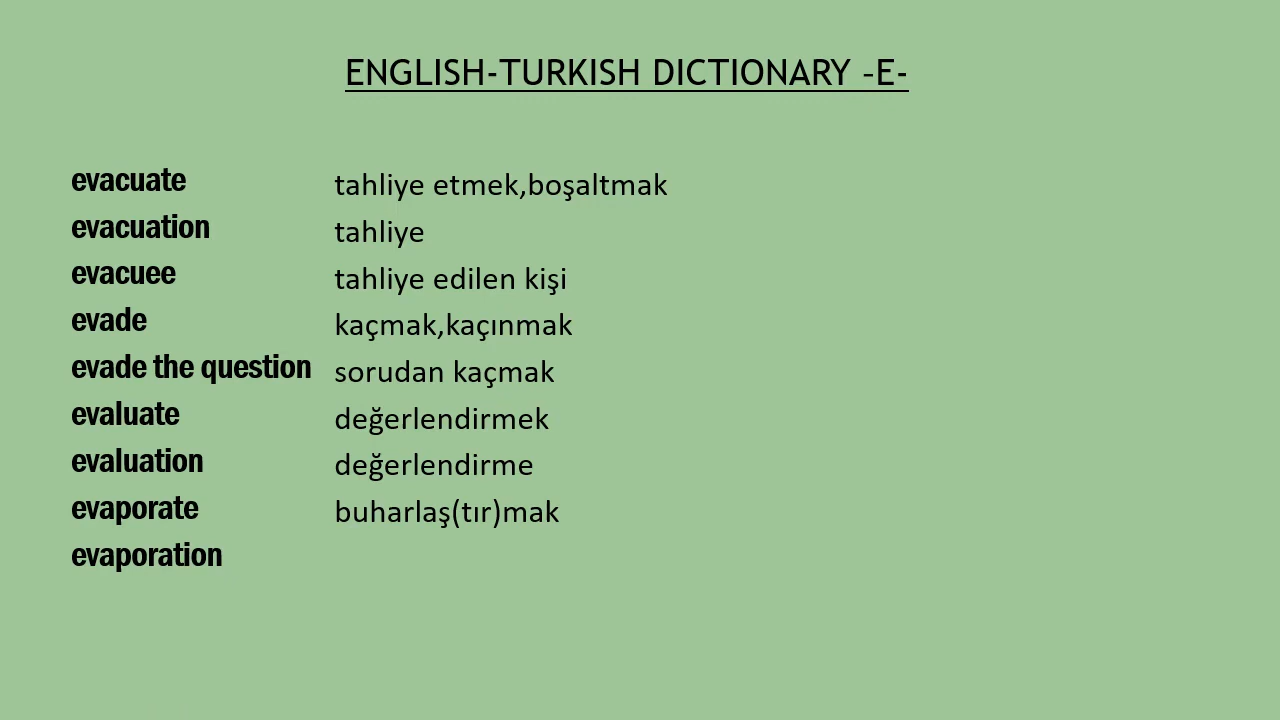 ENGLISH-TURKISH DICTIONARY –E-
evacuate tahliye etmek,boşaltmak
evacuation tahliye
evacuee tahliye edilen kişi
evade kaçmak,kaçınmak
evade the question sorudan kaçmak
evaluate değerlendirmek
evaluation değerlendirme
evaporate buharlaş(tır)mak
evaporation